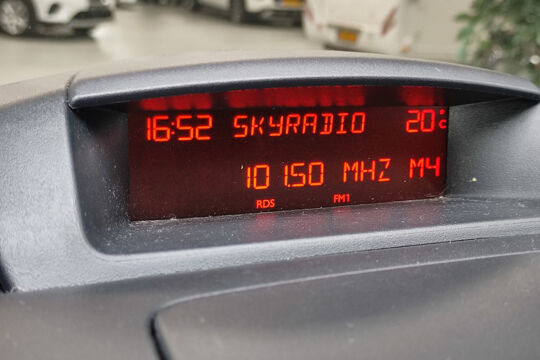 16:52 SKYRADIO 20°C
101.50 MHZ M4
RDS FM1